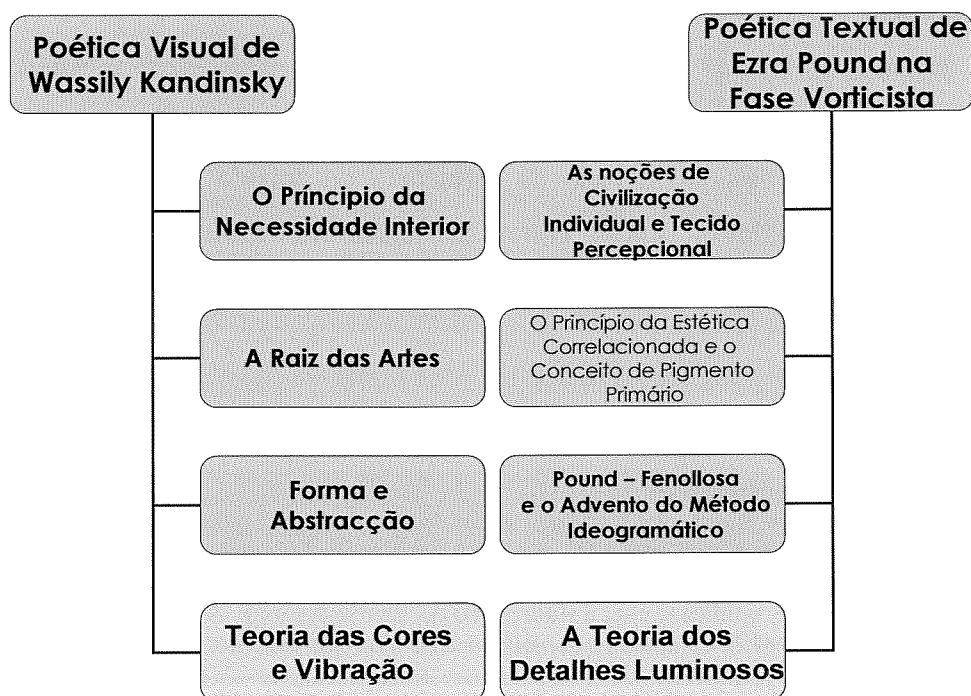 Poética Visual de
Wassily Kandinsky
Poética Textual de
Ezra Pound na
Fase Vorticista
O Príncipio da
Necessidade Interior
As noções de
Civilização
Individual e Tecido
Percepcional
A Raiz das Artes
O Princípio da Estética
Correlacionada e o
Conceito de Pigmento
Primário
Forma e
Abstracção
Pound – Fenollosa
e o Advento do Método
Ideogramático
Teoria das Cores
e Vibração
A Teoria dos
Detalhes Luminosos